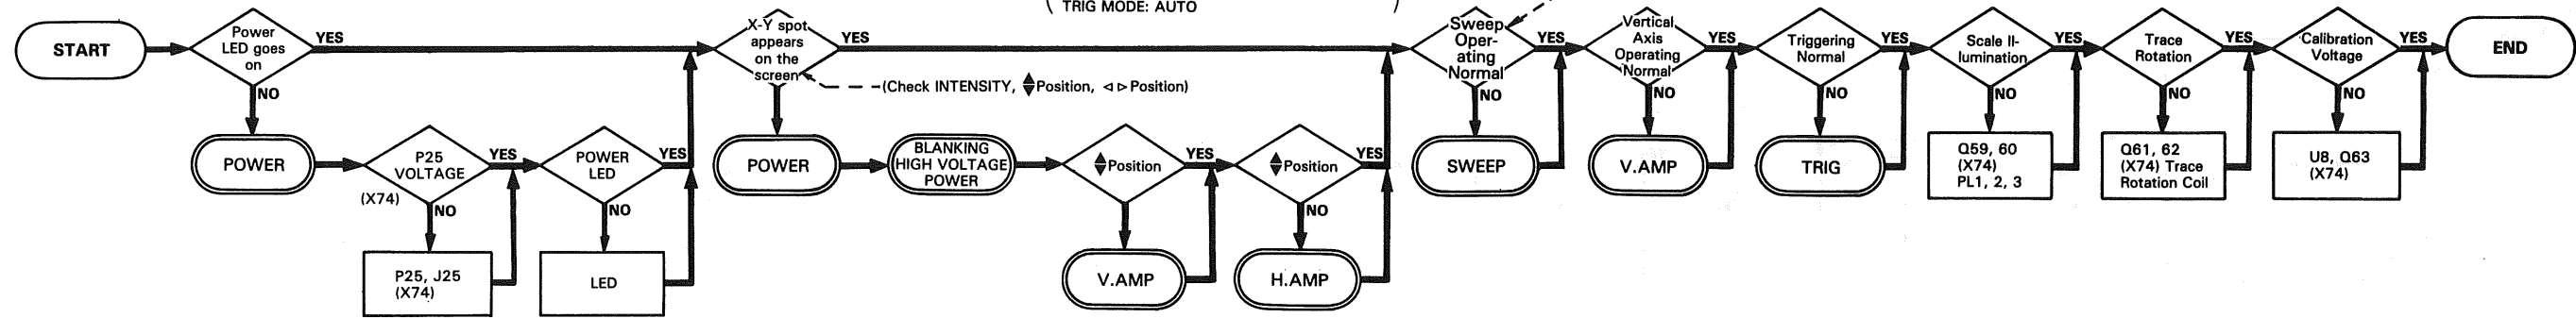 TRIG MODE: AUTO
START
Power
LED goes
on
YES
NO
X-Y spot
appears
on the
screen
YES
(Check INTENSITY, Position, ◁ ▷ Position)
Sweep
Oper-
ating
Normal
YES
NO
Vertical
Axis
Operating
Normal
YES
NO
Triggering
Normal
YES
NO
Scale Il-
lumination
YES
NO
Trace
Rotation
YES
NO
Calibration
Voltage
YES
NO
END
POWER
P25
VOLTAGE
(X74)
YES
NO
POWER
LED
YES
NO
P25, J25
(X74)
LED
POWER
BLANKING
HIGH VOLTAGE
POWER
Position
YES
Position
YES
NO
V.AMP
H.AMP
SWEEP
V.AMP
TRIG
Q59, 60
(X74)
PL1, 2, 3
Q61, 62
(X74) Trace
Rotation Coil
U8, Q63
(X74)